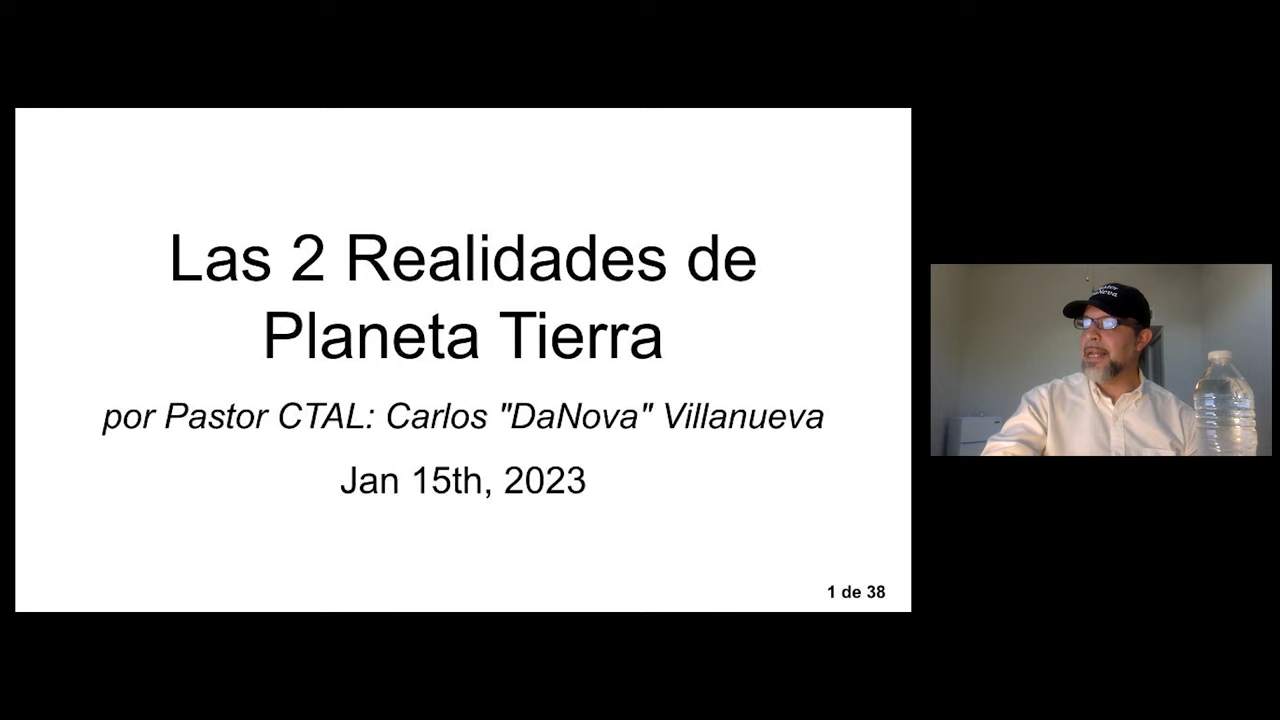 Las 2 Realidades de
Planeta Tierra
por Pastor CTAL: Carlos "DaNova" Villanueva
Jan 15th, 2023
1 de 38